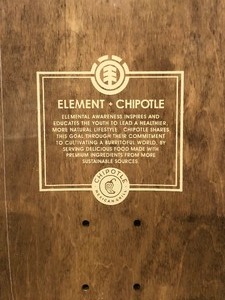 ELEMENT + CHIPOTLE
ELEMENTAL AWARENESS INSPIRES AND
EDUCATES THE YOUTH TO LEAD A HEALTHIER,
MORE NATURAL LIFESTYLE. CHIPOTLE SHARES
THIS GOAL THROUGH THEIR COMMITMENT
TO CULTIVATING A BURRITOFUL WORLD, BY
SERVING DELICIOUS FOOD MADE WITH
PREMIUM INGREDIENTS FROM MORE
SUSTAINABLE SOURCES.
CHIPOTLE
MEXICAN GRILL